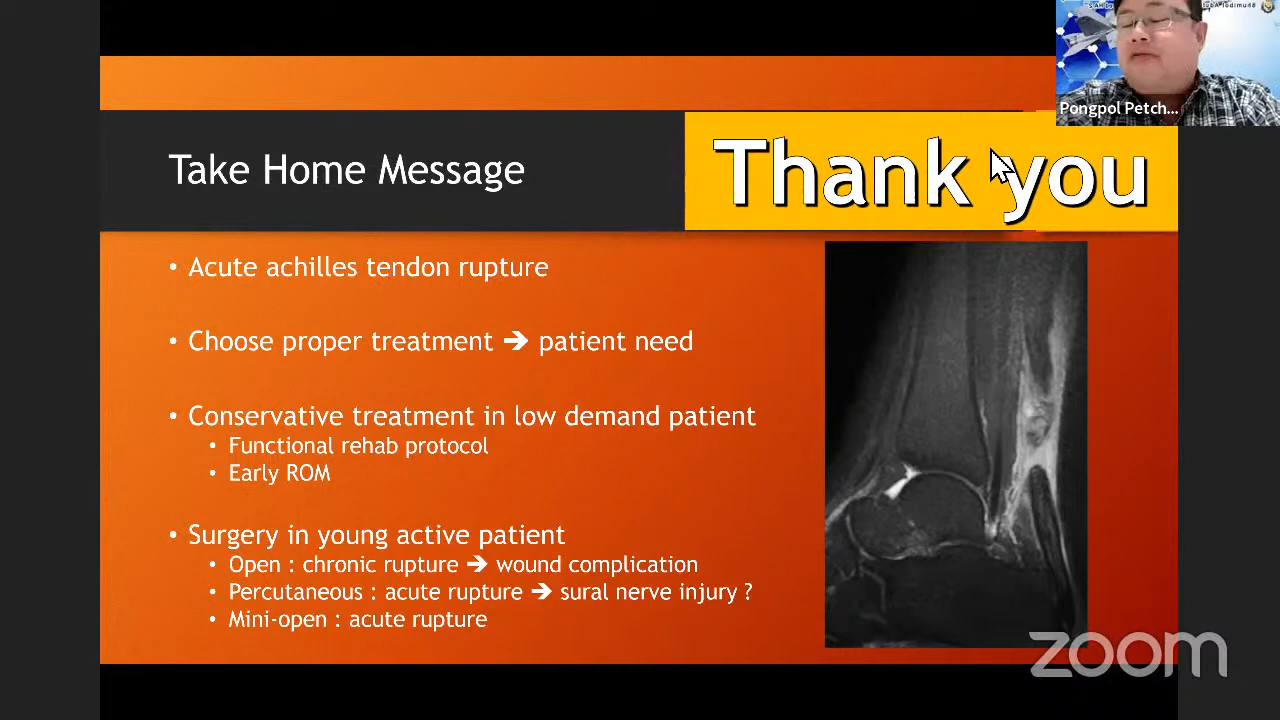 Pongpol Petch...
Take Home Message
Thank you
• Acute achilles tendon rupture
• Choose proper treatment ➔ patient need
• Conservative treatment in low demand patient
• Functional rehab protocol
• Early ROM
• Surgery in young active patient
• Open : chronic rupture ➔ wound complication
• Percutaneous : acute rupture ➔ sural nerve injury ?
• Mini-open : acute rupture
zoom